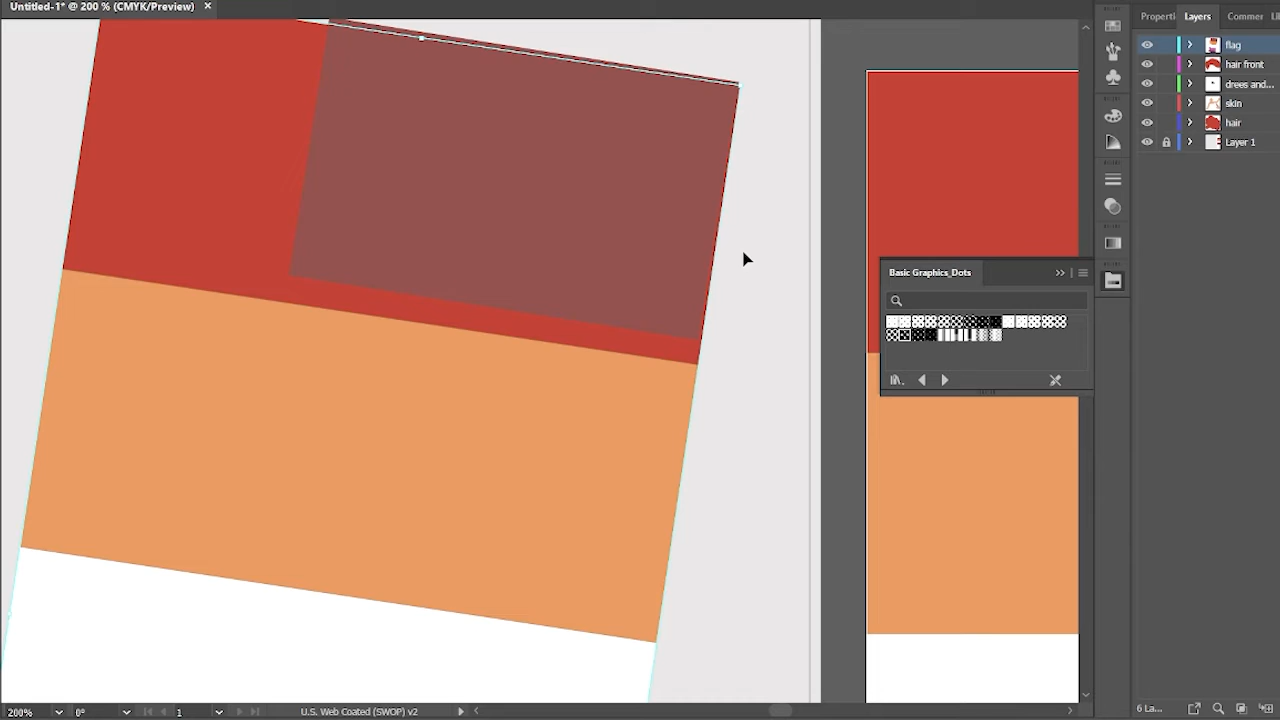 Untitled-1* @ 200 % (CMYK/Preview) ×
Properti Layers Commer
flag
hair front
drees and...
skin
hair
Layer 1
Basic Graphics_Dots
200% 0° 1 U.S. Web Coated (SWOP) v2
6 La...